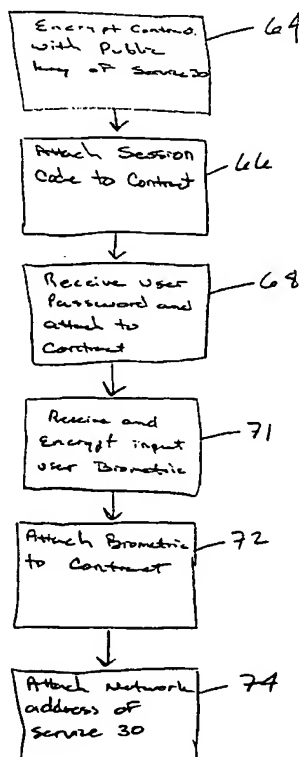 Encrypt Contract
with Public
key of service 30
64
Attach Session
Code to Contract
66
Receive user
Password and
attach to
Contract
68
Receive and
Encrypt input
user Biometric
71
Attach Biometric
to Contract
72
Attach Network
address of
service 30
74